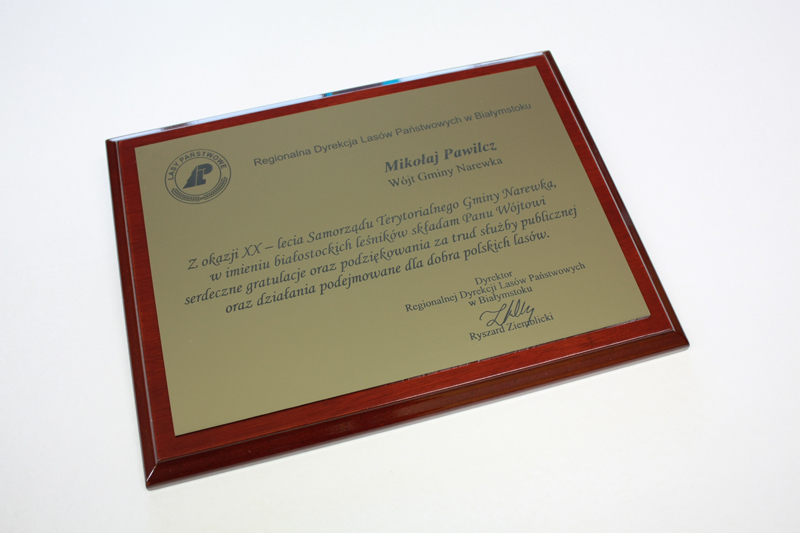 LASY PAŃSTWOWE
Regionalna Dyrekcja Lasów Państwowych w Białymstoku
Mikołaj Pawilcz
Wójt Gminy Narewka
Z okazji XX – lecia Samorządu Terytorialnego Gminy Narewka,
w imieniu białostockich leśników składam Panu Wójtowi
serdeczne gratulacje oraz podziękowania za trud służby publicznej
oraz działania podejmowane dla dobra polskich lasów.
Dyrektor
Regionalnej Dyrekcji Lasów Państwowych
w Białymstoku
Ryszard Ziemblicki